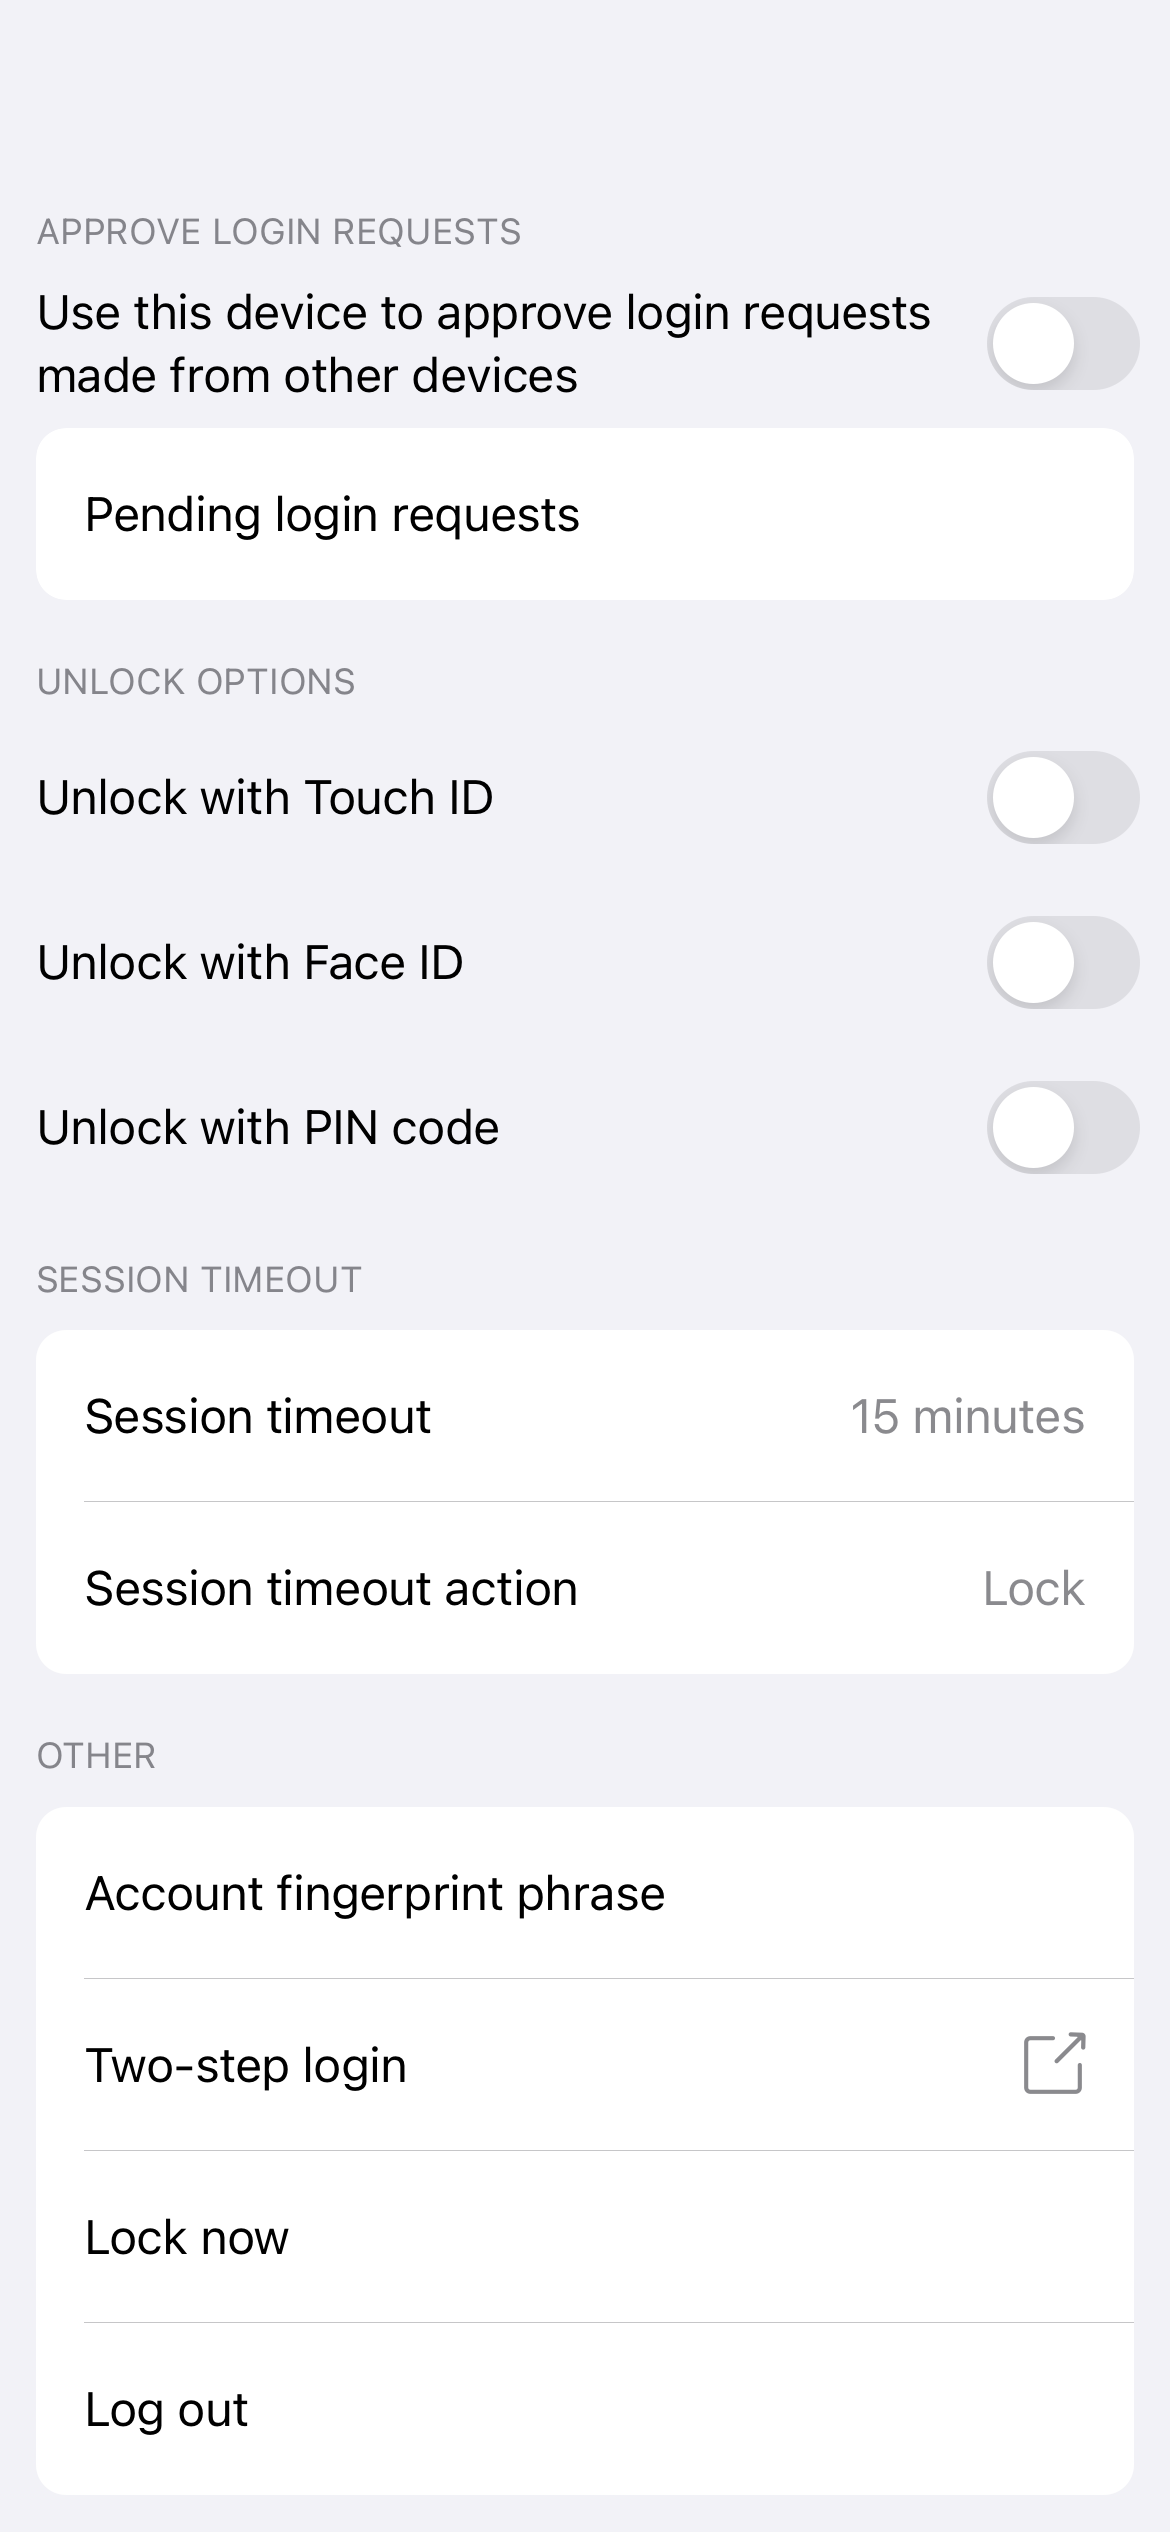 APPROVE LOGIN REQUESTS
Use this device to approve login requests
made from other devices
Pending login requests
UNLOCK OPTIONS
Unlock with Touch ID
Unlock with Face ID
Unlock with PIN code
SESSION TIMEOUT
Session timeout 15 minutes
Session timeout action Lock
OTHER
Account fingerprint phrase
Two-step login
Lock now
Log out